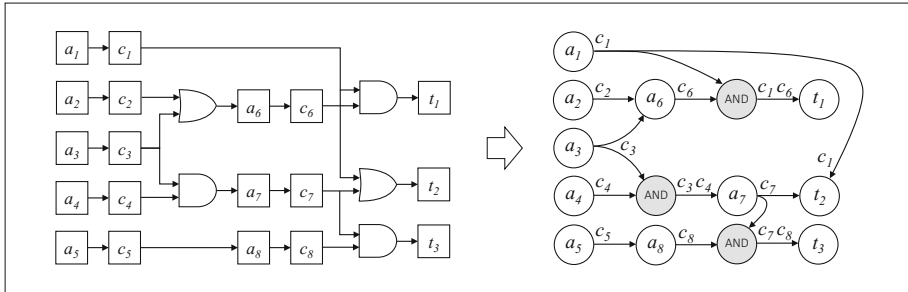 a1 c1
a2 c2 a6 c6 t1
a3 c3
a4 c4 a7 c7 t2
a5 c5 a8 c8 t3
a1 c1
a2 c2 a6 c6 AND c1 c6 t1
a3 c3 c1
a4 c4 AND c3 c4 a7 c7 t2
a5 c5 a8 c8 AND c7 c8 t3